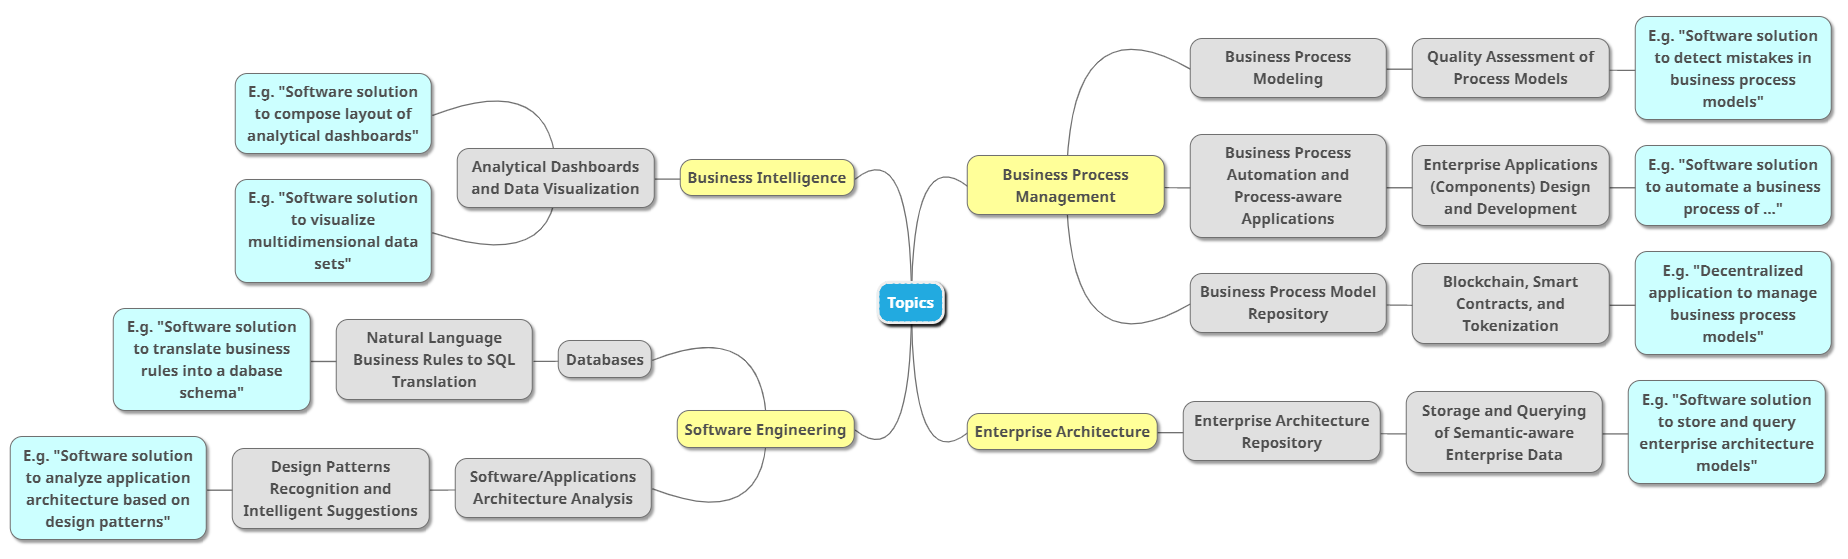 Topics
Business Intelligence
Analytical Dashboards
and Data Visualization
E.g. "Software solution
to compose layout of
analytical dashboards"
E.g. "Software solution
to visualize
multidimensional data
sets"
Software Engineering
Databases
Natural Language
Business Rules to SQL
Translation
E.g. "Software solution
to translate business
rules into a dabase
schema"
Software/Applications
Architecture Analysis
Design Patterns
Recognition and
Intelligent Suggestions
E.g. "Software solution
to analyze application
architecture based on
design patterns"
Business Process
Management
Business Process
Modeling
Quality Assessment of
Process Models
E.g. "Software solution
to detect mistakes in
business process
models"
Business Process
Automation and
Process-aware
Applications
Enterprise Applications
(Components) Design
and Development
E.g. "Software solution
to automate a business
process of ..."
Business Process Model
Repository
Blockchain, Smart
Contracts, and
Tokenization
E.g. "Decentralized
application to manage
business process
models"
Enterprise Architecture
Enterprise Architecture
Repository
Storage and Querying
of Semantic-aware
Enterprise Data
E.g. "Software solution
to store and query
enterprise architecture
models"